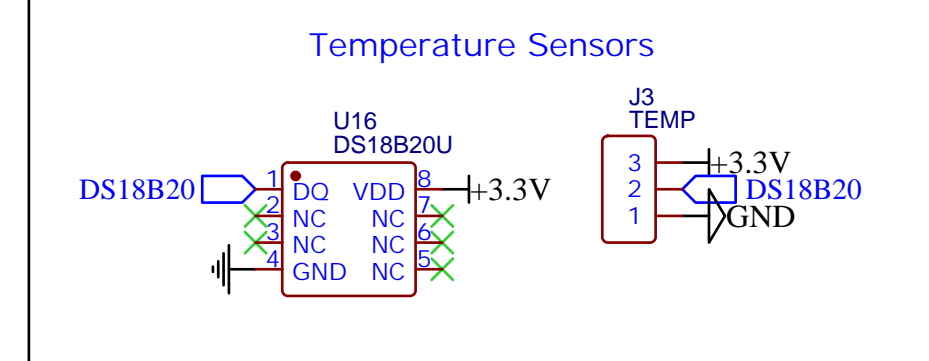 Temperature Sensors
U16
DS18B20U
DS18B20
1
DQ
VDD
8
+3.3V
2
NC
NC
7
3
NC
NC
6
4
GND
NC
5
J3
TEMP
3
+3.3V
2
DS18B20
1
GND